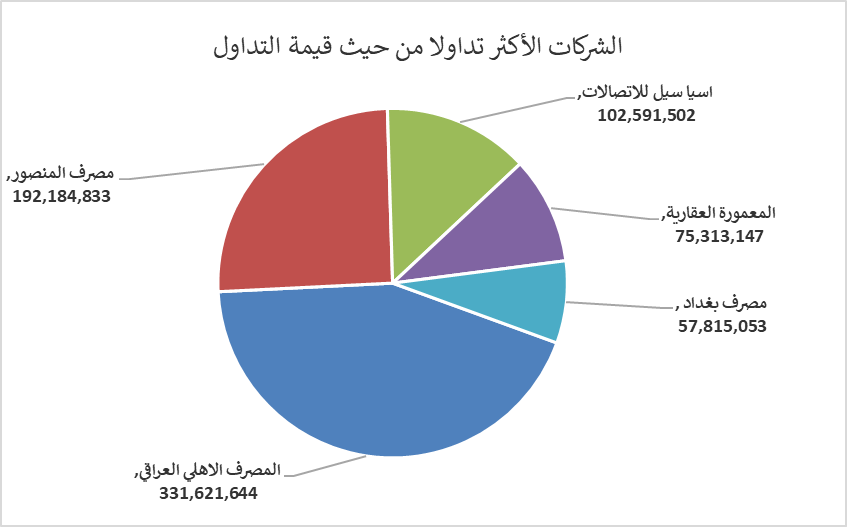 الشركات الأكثر تداولا من حيث قيمة التداول
اسيا سيل للاتصالات,
102,591,502
مصرف المنصور,
192,184,833
المعمورة العقارية,
75,313,147
مصرف بغداد ,
57,815,053
المصرف الاهلي العراقي,
331,621,644